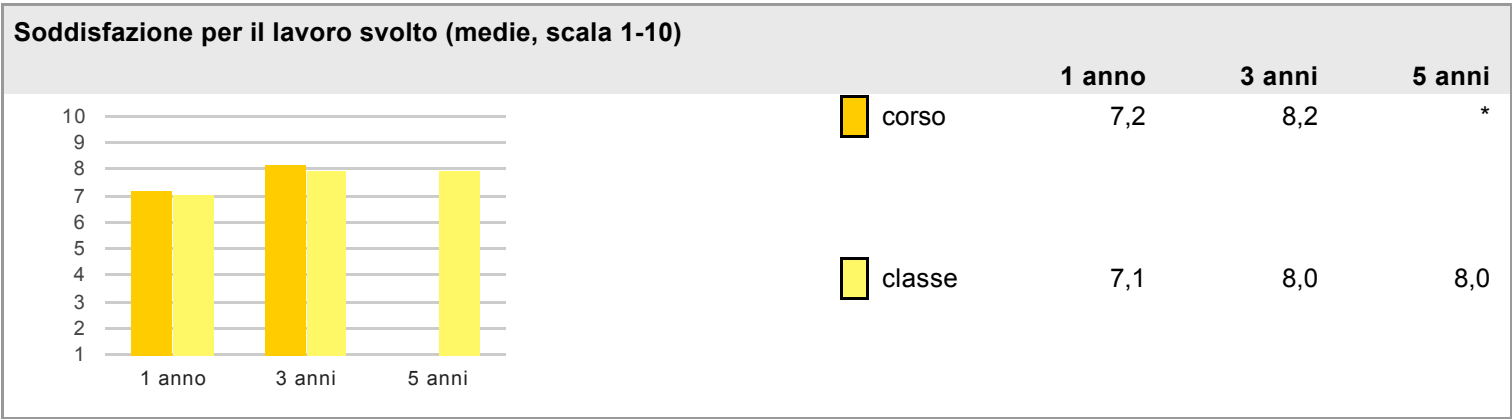 Soddisfazione per il lavoro svolto (medie, scala 1-10)
1 anno 3 anni 5 anni
corso 7,2 8,2 *
classe 7,1 8,0 8,0
10
9
8
7
6
5
4
3
2
1
1 anno 3 anni 5 anni